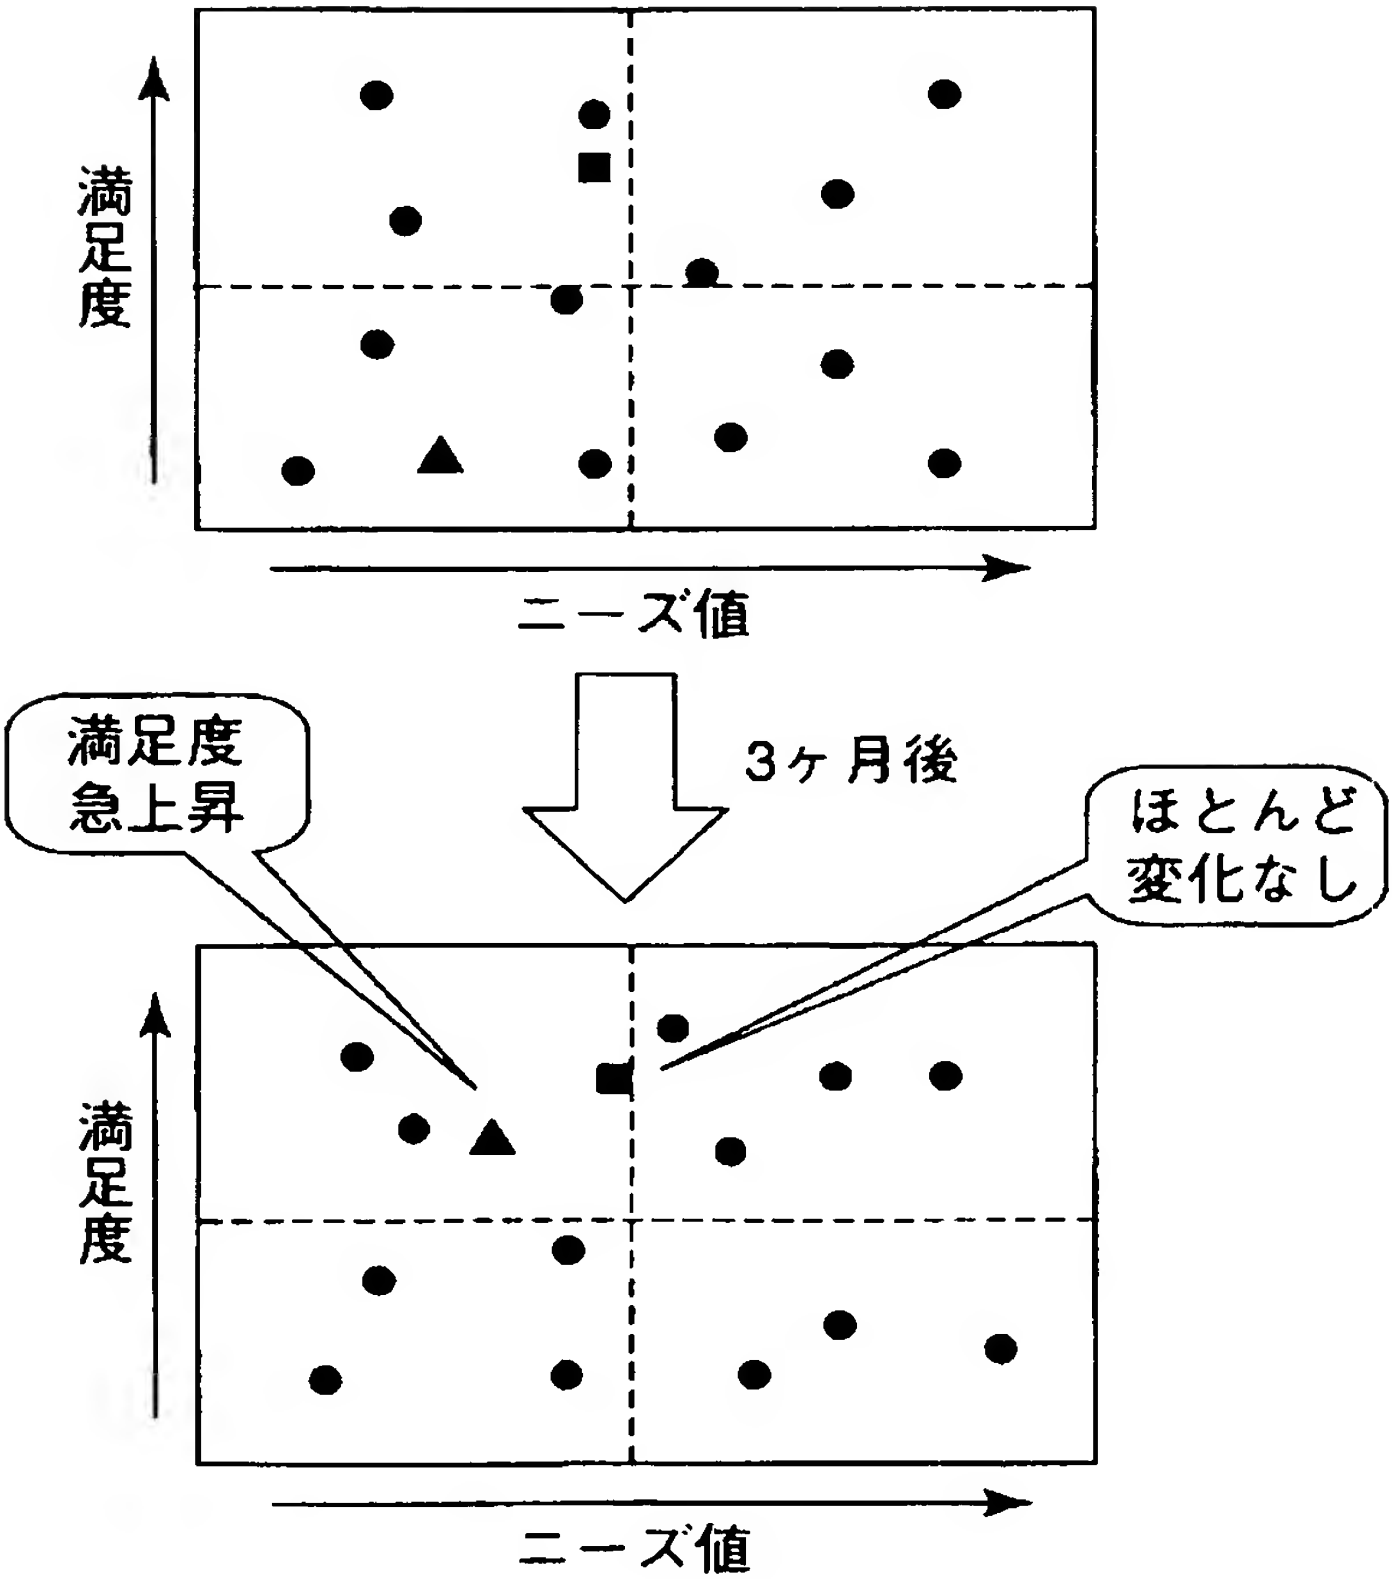 満足度
ニーズ値
満足度
急上昇
3ヶ月後
ほとんど
変化なし
満足度
ニーズ値